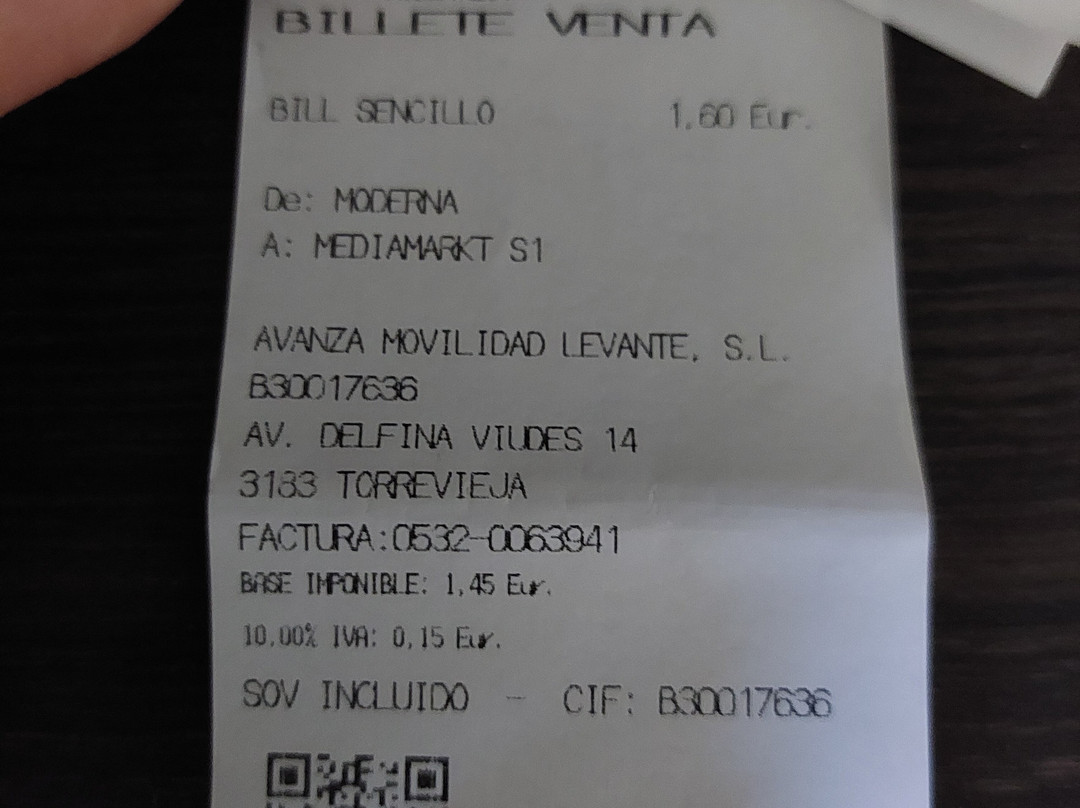 BILLETE VENTA
BILL SENCILLO 1,60 Eur.
De: MODERNA
A: MEDIAMARKT S1
AVANZA MOVILIDAD LEVANTE, S.L.
B30017636
AV. DELFINA VIUDES 14
3183 TORREVIEJA
FACTURA:0532-0063941
BASE IMPONIBLE: 1,45 Eur.
10,00% IVA: 0,15 Eur.
SOV INCLUIDO - CIF: B30017636